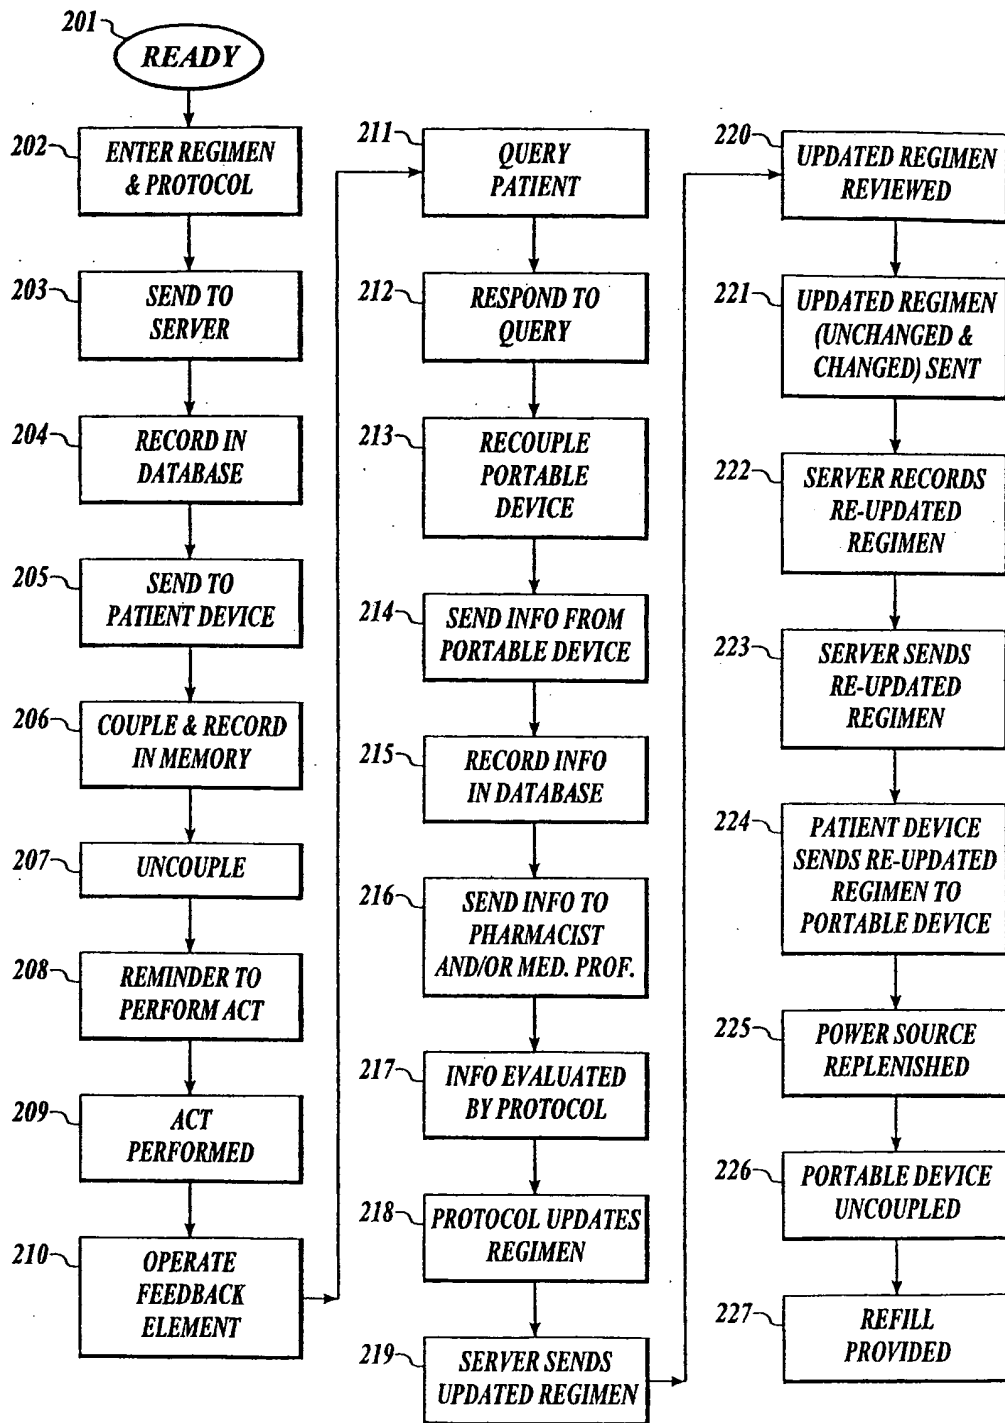 201
READY
202
ENTER REGIMEN
& PROTOCOL
203
SEND TO
SERVER
204
RECORD IN
DATABASE
205
SEND TO
PATIENT DEVICE
206
COUPLE & RECORD
IN MEMORY
207
UNCOUPLE
208
REMINDER TO
PERFORM ACT
209
ACT
PERFORMED
210
OPERATE
FEEDBACK
ELEMENT
211
QUERY
PATIENT
212
RESPOND TO
QUERY
213
RECOUPLE
PORTABLE
DEVICE
214
SEND INFO FROM
PORTABLE DEVICE
215
RECORD INFO
IN DATABASE
216
SEND INFO TO
PHARMACIST
AND/OR MED. PROF.
217
INFO EVALUATED
BY PROTOCOL
218
PROTOCOL UPDATES
REGIMEN
219
SERVER SENDS
UPDATED REGIMEN
220
UPDATED REGIMEN
REVIEWED
221
UPDATED REGIMEN
(UNCHANGED &
CHANGED) SENT
222
SERVER RECORDS
RE-UPDATED
REGIMEN
223
SERVER SENDS
RE-UPDATED
REGIMEN
224
PATIENT DEVICE
SENDS RE-UPDATED
REGIMEN TO
PORTABLE DEVICE
225
POWER SOURCE
REPLENISHED
226
PORTABLE DEVICE
UNCOUPLED
227
REFILL
PROVIDED